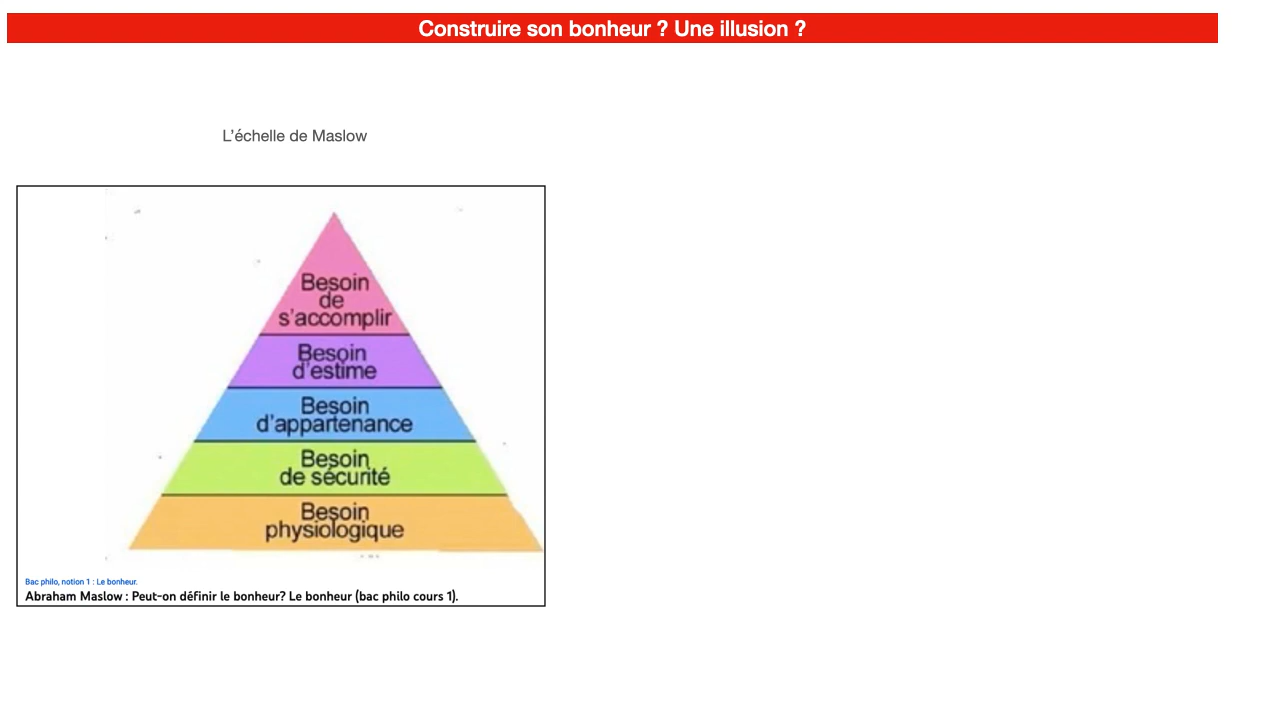 Construire son bonheur ? Une illusion ?
L’échelle de Maslow
Besoin
de
s'accomplir
Besoin
d'estime
Besoin
d'appartenance
Besoin
de sécurité
Besoin
physiologique
Bac philo, notion 1 : Le bonheur.
Abraham Maslow : Peut-on définir le bonheur? Le bonheur (bac philo cours 1).